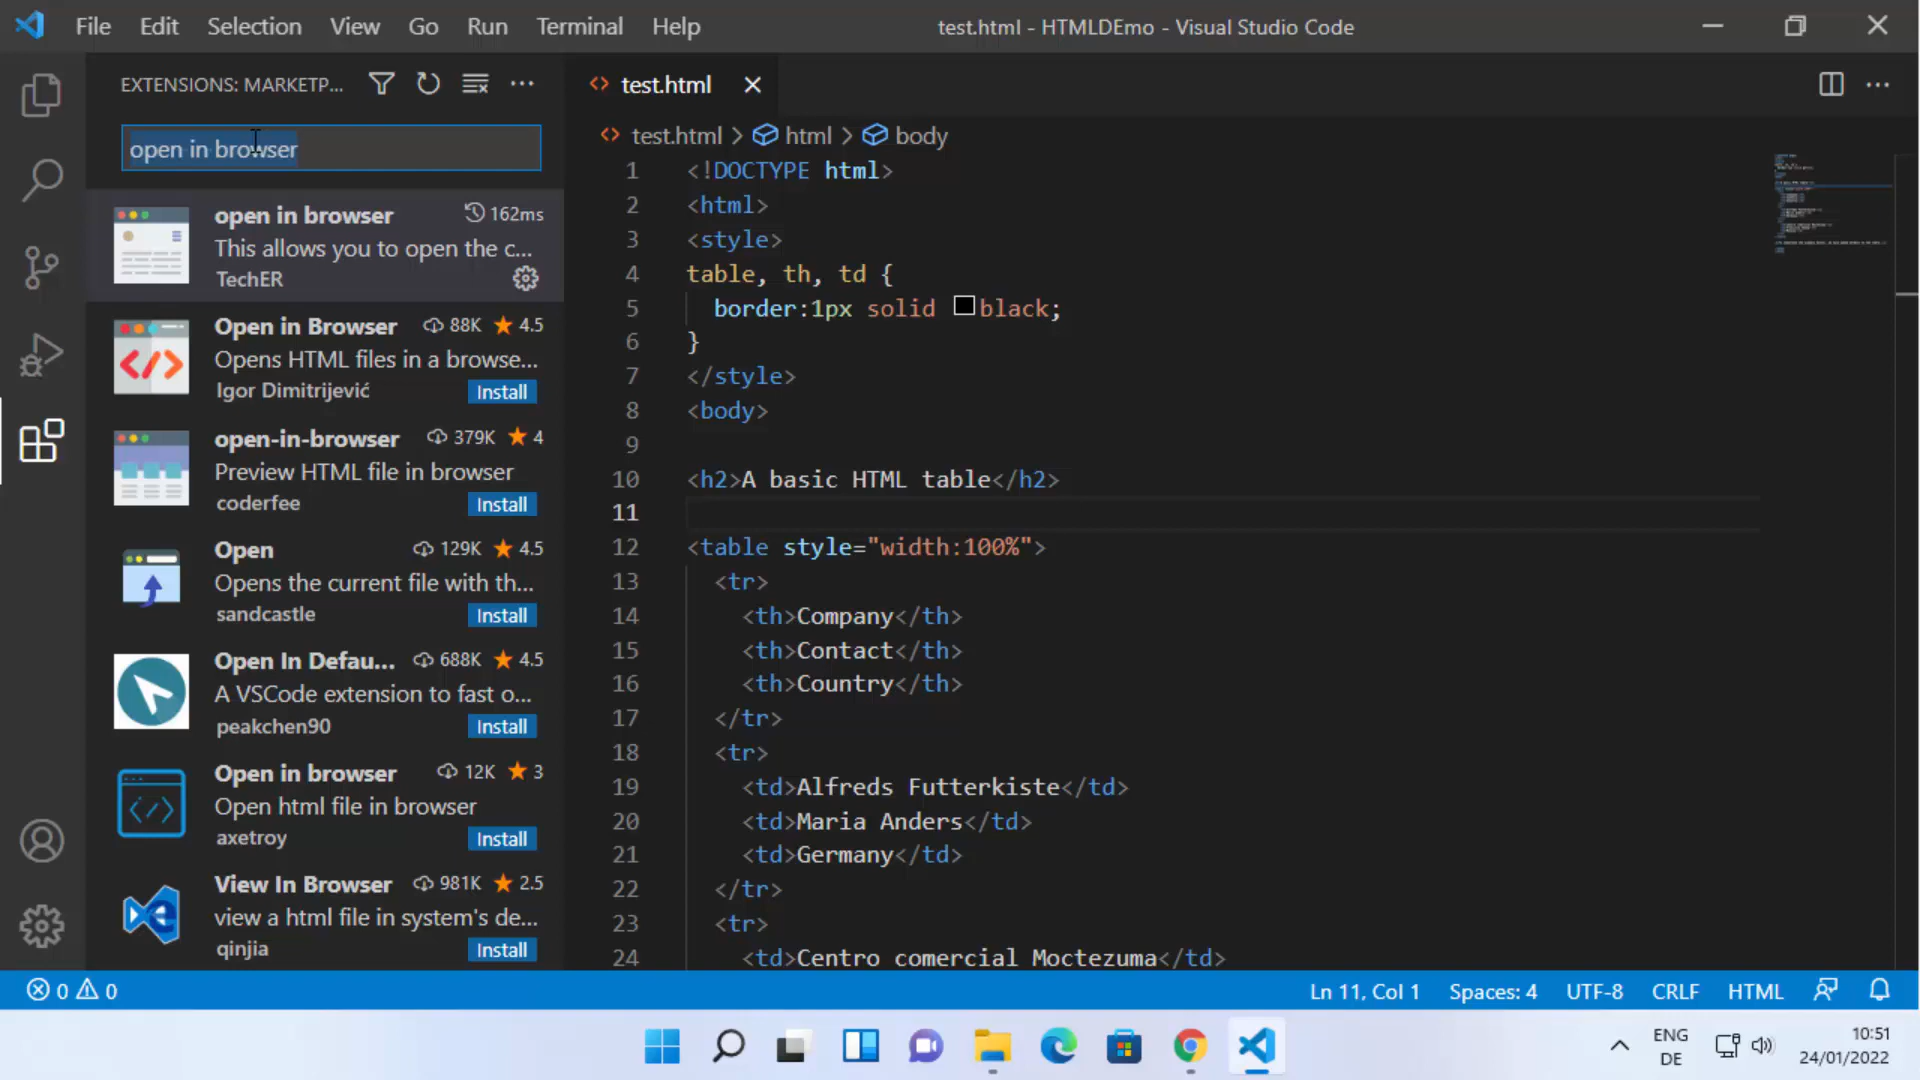 File Edit Selection View Go Run Terminal Help test.html - HTMLDEmo - Visual Studio Code
EXTENSIONS: MARKETP...
open in browser
open in browser 162ms
This allows you to open the c...
TechER
Open in Browser 88K 4.5
Opens HTML files in a browse...
Igor Dimitrijević Install
open-in-browser 379K 4
Preview HTML file in browser
coderfee Install
Open 129K 4.5
Opens the current file with th...
sandcastle Install
Open In Defau... 688K 4.5
A VSCode extension to fast o...
peakchen90 Install
Open in browser 12K 3
Open html file in browser
axetroy Install
View In Browser 981K 2.5
view a html file in system's de...
qinjia Install
test.html
test.html > html > body
1 <!DOCTYPE html>
2 <html>
3 <style>
4 table, th, td {
5 border:1px solid black;
6 }
7 </style>
8 <body>
9
10 <h2>A basic HTML table</h2>
11
12 <table style="width:100%">
13 <tr>
14 <th>Company</th>
15 <th>Contact</th>
16 <th>Country</th>
17 </tr>
18 <tr>
19 <td>Alfreds Futterkiste</td>
20 <td>Maria Anders</td>
21 <td>Germany</td>
22 </tr>
23 <tr>
24 <td>Centro comercial Moctezuma</td>
0 0 Ln 11, Col 1 Spaces: 4 UTF-8 CRLF HTML
ENG 10:51
DE 24/01/2022